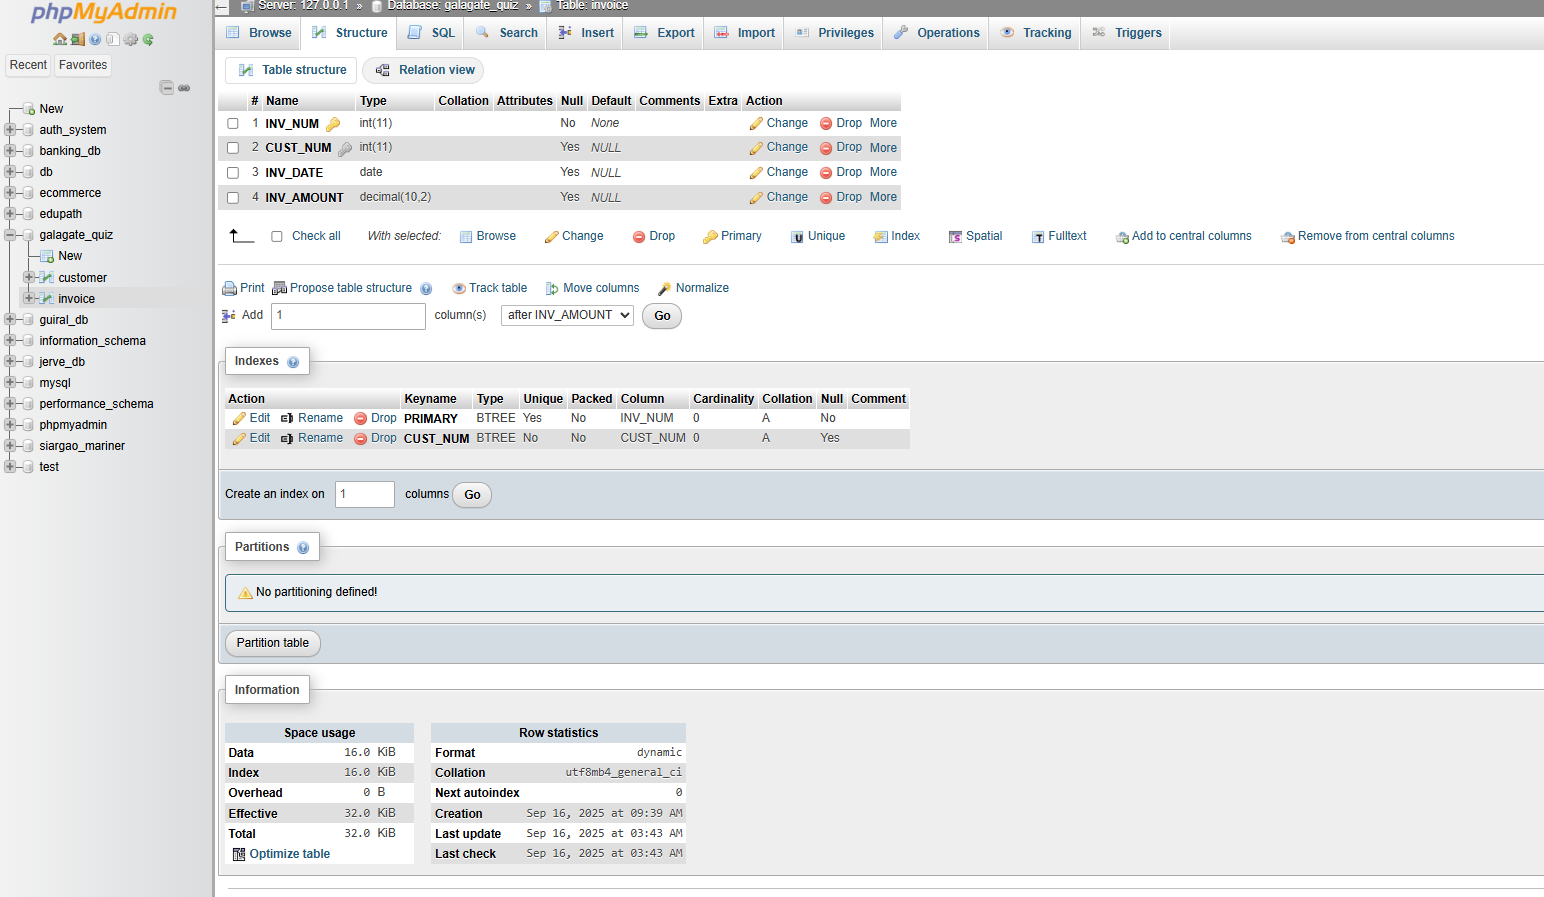 phpMyAdmin
Recent Favorites
New
auth_system
banking_db
db
ecommerce
edupath
galagate_quiz
New
customer
invoice
guiral_db
information_schema
jerve_db
mysql
performance_schema
phpmyadmin
siargao_mariner
test
Server: 127.0.0.1 » Database: galagate_quiz » Table: invoice
Browse Structure SQL Search Insert Export Import Privileges Operations Tracking Triggers
Table structure Relation view
# Name Type Collation Attributes Null Default Comments Extra Action
1 INV_NUM int(11) No None Change Drop More
2 CUST_NUM int(11) Yes NULL Change Drop More
3 INV_DATE date Yes NULL Change Drop More
4 INV_AMOUNT decimal(10,2) Yes NULL Change Drop More
Check all With selected: Browse Change Drop Primary Unique Index Spatial Fulltext Add to central columns Remove from central columns
Print Propose table structure Track table Move columns Normalize
Add 1 column(s) after INV_AMOUNT Go
Indexes
Action Keyname Type Unique Packed Column Cardinality Collation Null Comment
Edit Rename Drop PRIMARY BTREE Yes No INV_NUM 0 A No
Edit Rename Drop CUST_NUM BTREE No No CUST_NUM 0 A Yes
Create an index on 1 columns Go
Partitions
No partitioning defined!
Partition table
Information
Space usage
Data 16.0 KiB
Index 16.0 KiB
Overhead 0 B
Effective 32.0 KiB
Total 32.0 KiB
Optimize table
Row statistics
Format dynamic
Collation utf8mb4_general_ci
Next autoindex 0
Creation Sep 16, 2025 at 09:39 AM
Last update Sep 16, 2025 at 03:43 AM
Last check Sep 16, 2025 at 03:43 AM